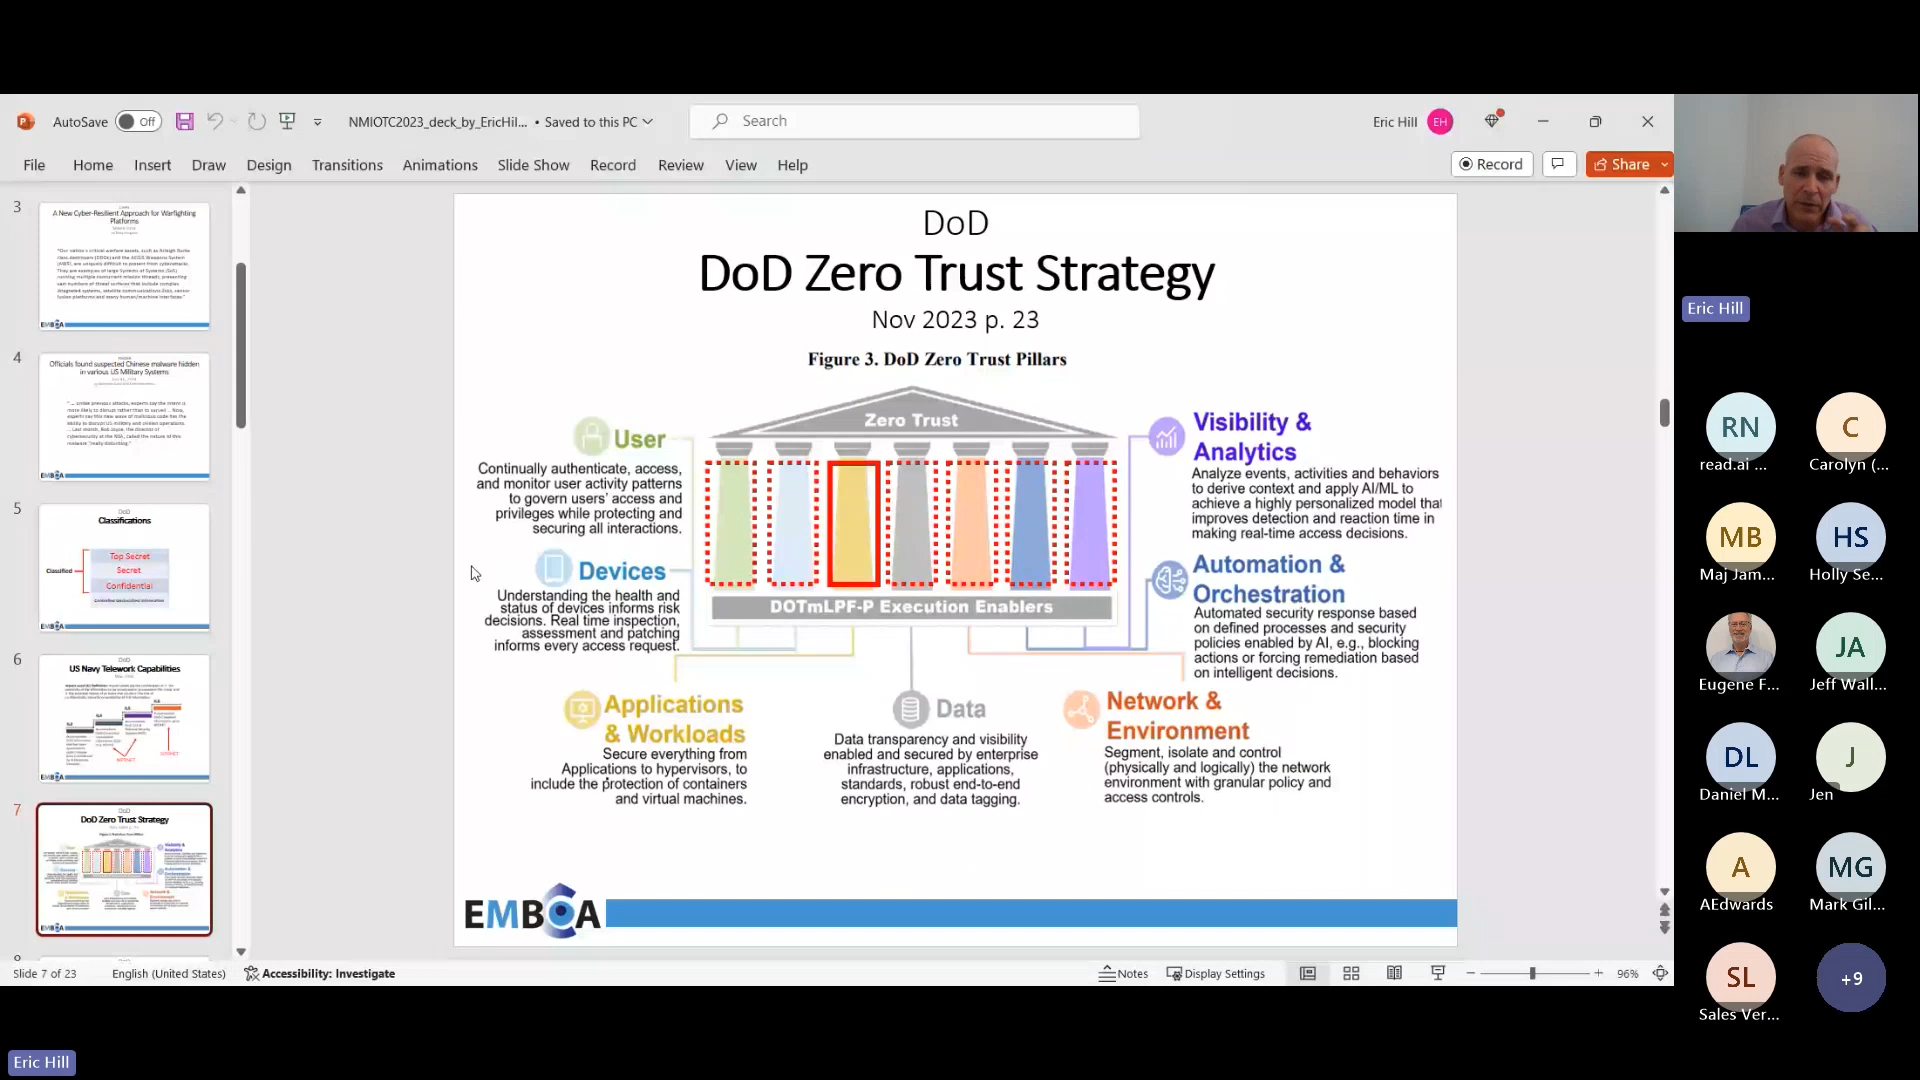 AutoSave Off NMIOTC2023_deck_by_EricHil... • Saved to this PC Search Eric Hill EH
File Home Insert Draw Design Transitions Animations Slide Show Record Review View Help Record Share
3
A New Cyber-Resilient Approach for Warfighting
Platforms
4
Officials found suspected Chinese malware hidden
in various US Military Systems
5
DoD
Classifications
Classified
Top Secret
Secret
Confidential
6
DoD
US Navy Telework Capabilities
7
DoD
DoD Zero Trust Strategy
8
DoD
DoD Zero Trust Strategy
Nov 2023 p. 23
Figure 3. DoD Zero Trust Pillars
Zero Trust
DOTmLPF-P Execution Enablers
User
Continually authenticate, access,
and monitor user activity patterns
to govern users’ access and
privileges while protecting and
securing all interactions.
Devices
Understanding the health and
status of devices informs risk
decisions. Real time inspection,
assessment and patching
informs every access request.
Applications
& Workloads
Secure everything from
Applications to hypervisors, to
include the protection of containers
and virtual machines.
Data
Data transparency and visibility
enabled and secured by enterprise
infrastructure, applications,
standards, robust end-to-end
encryption, and data tagging.
Network &
Environment
Segment, isolate and control
(physically and logically) the network
environment with granular policy and
access controls.
Visibility &
Analytics
Analyze events, activities and behaviors
to derive context and apply AI/ML to
achieve a highly personalized model that
improves detection and reaction time in
making real-time access decisions.
Automation &
Orchestration
Automated security response based
on defined processes and security
policies enabled by AI, e.g., blocking
actions or forcing remediation based
on intelligent decisions.
EMBOA
Slide 7 of 23 English (United States) Accessibility: Investigate Notes Display Settings 96%
Eric Hill
RN
read.ai ...
C
Carolyn (...
MB
Maj Jam...
HS
Holly Se...
Eugene F...
JA
Jeff Wall...
DL
Daniel M...
J
Jen
A
AEdwards
MG
Mark Gil...
SL
Sales Ver...
+9
Eric Hill